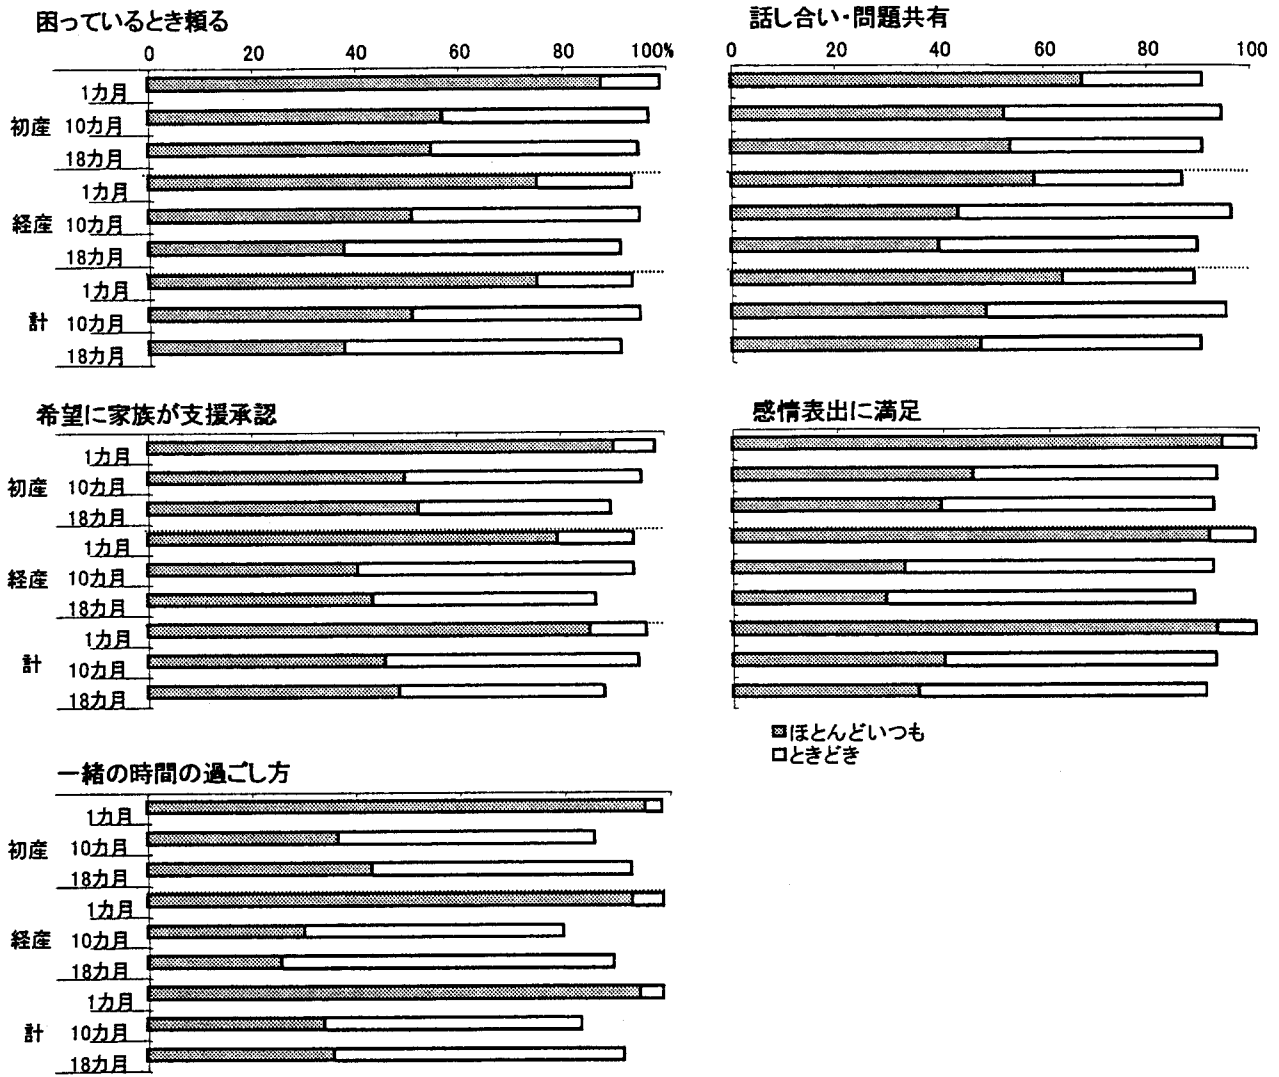 困っているとき頼る
0 20 40 60 80 100%
1カ月
初産 10カ月
18カ月
1カ月
経産 10カ月
18カ月
1カ月
計 10カ月
18カ月
話し合い・問題共有
0 20 40 60 80 100
希望に家族が支援承認
1カ月
初産 10カ月
18カ月
1カ月
経産 10カ月
18カ月
1カ月
計 10カ月
18カ月
感情表出に満足
ほとんどいつも
ときどき
一緒の時間の過ごし方
1カ月
初産 10カ月
18カ月
1カ月
経産 10カ月
18カ月
1カ月
計 10カ月
18カ月